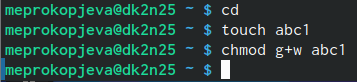 meprokopjeva@dk2n25 ~ $ cd
meprokopjeva@dk2n25 ~ $ touch abc1
meprokopjeva@dk2n25 ~ $ chmod g+w abc1
meprokopjeva@dk2n25 ~ $